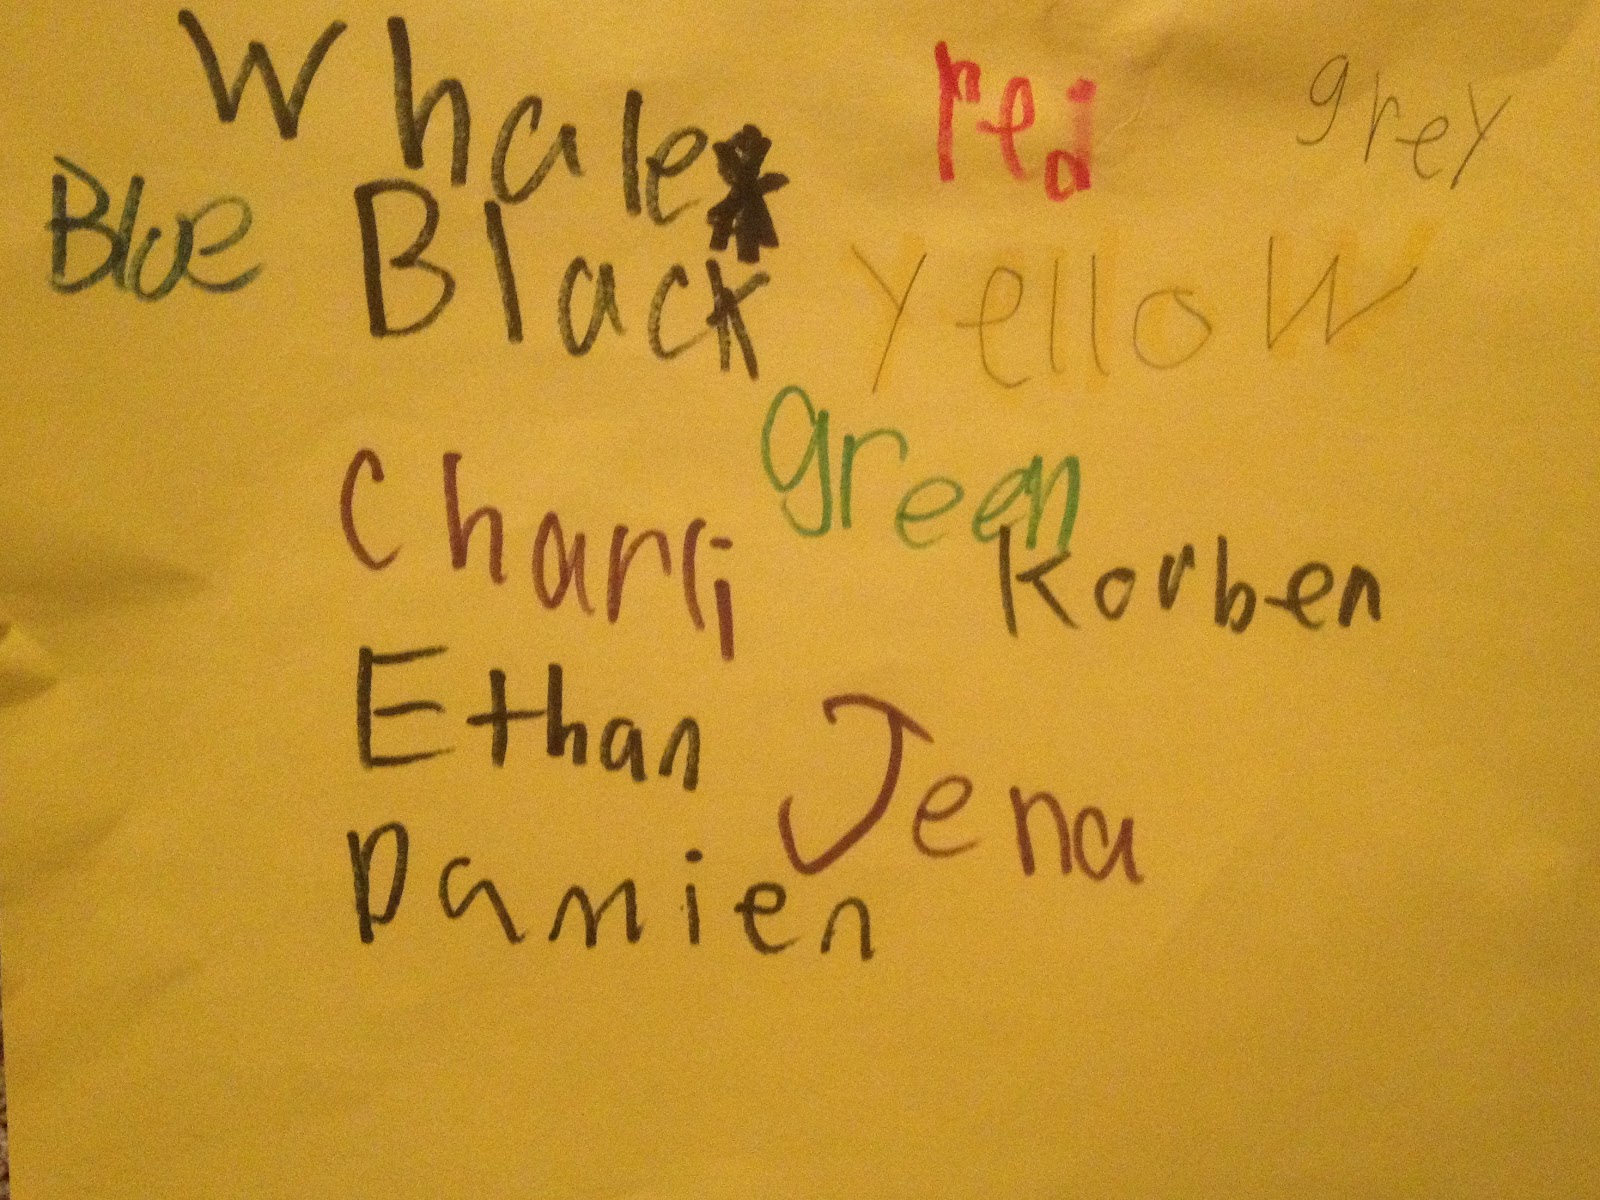 Whale red grey
Blue Black yellow
green
Charli Korben
Ethan Jena
Damien